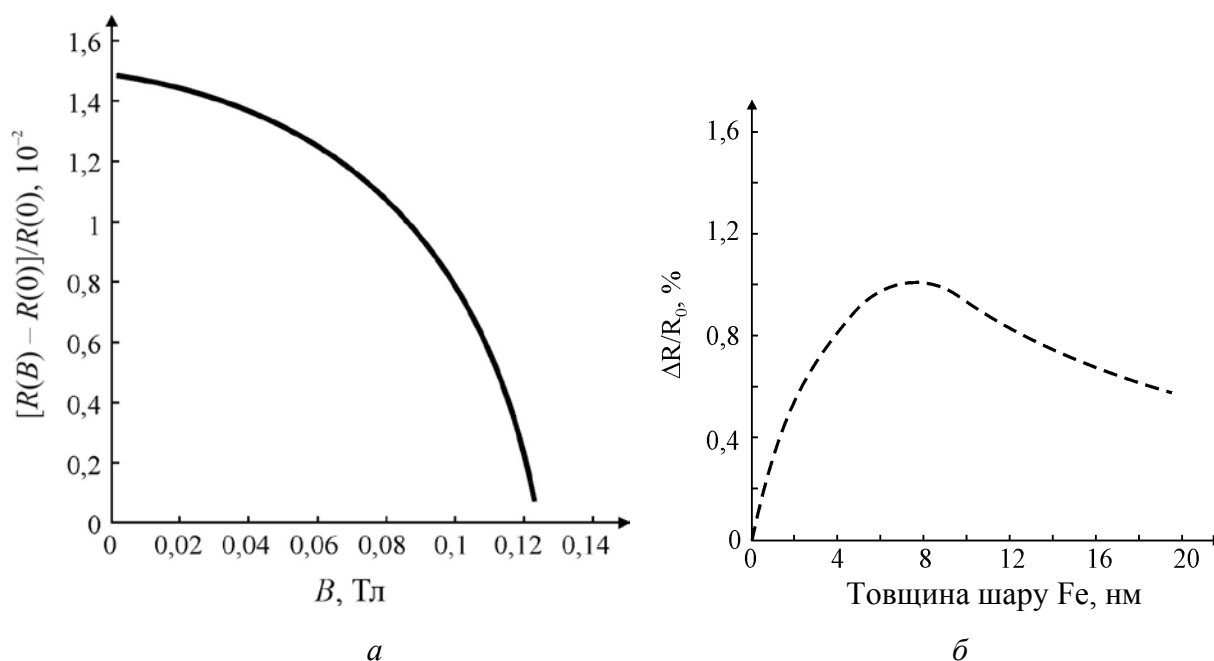 1,6
1,4
1,2
1
0,8
0,6
0,4
0,2
0
[R(B) – R(0)]/R(0), 10⁻²
0 0,02 0,04 0,06 0,08 0,1 0,12 0,14
B, Тл
а
1,6
1,2
0,8
0,4
0
ΔR/R₀, %
0 4 8 12 16 20
Товщина шару Fe, нм
б